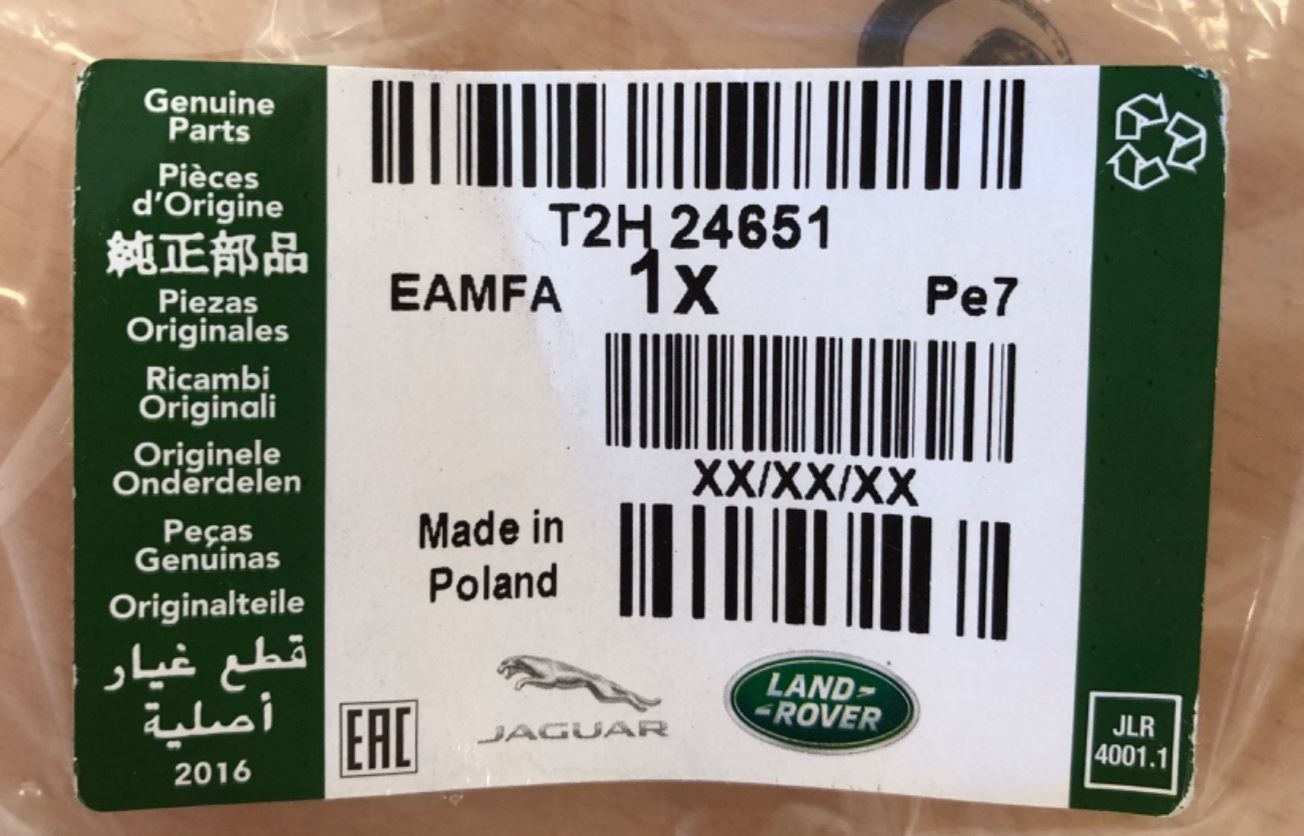 Genuine
Parts
Pièces
d'Origine
純正部品
Piezas
Originales
Ricambi
Originali
Originele
Onderdelen
Peças
Genuinas
Originalteile
قطع غيار
أصلية
2016
T2H 24651
EAMFA 1x Pe7
XX/XX/XX
Made in
Poland
EAC
JAGUAR
LAND-
-ROVER
JLR
4001.1